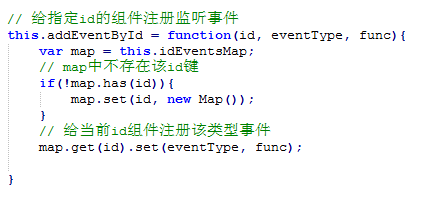 // 给指定id的组件注册监听事件
this.addEventById = function(id, eventType, func){
    var map = this.idEventsMap;
    // map中不存在该id键
    if(!map.has(id)){
        map.set(id, new Map());
    }
    // 给当前id组件注册该类型事件
    map.get(id).set(eventType, func);
}